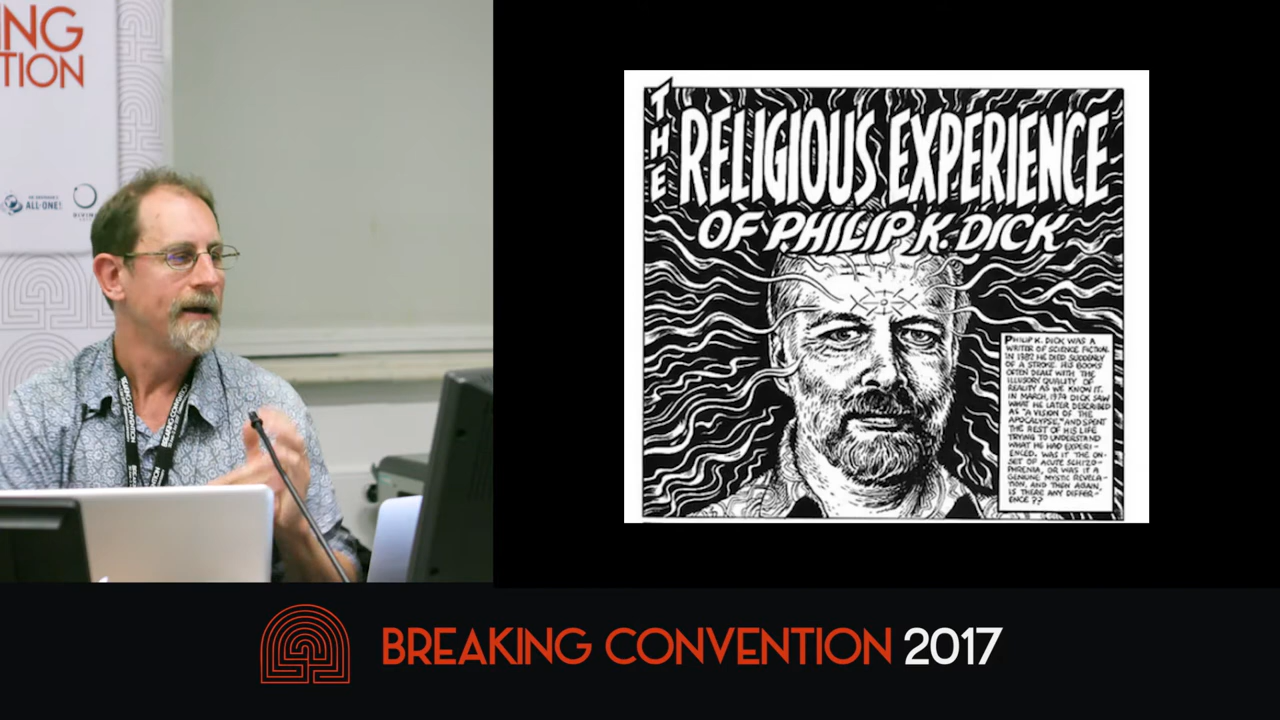 NG
TION
ALL-ONE!
THE
RELIGIOUS EXPERIENCE
OF PHILIP K. DICK
PHILIP K. DICK WAS A
WRITER OF SCIENCE FICTION.
IN 1982 HE DIED SUDDENLY
OF A STROKE. HIS BOOKS
OFTEN DEALT WITH THE
ILLUSORY QUALITY OF
REALITY AS WE KNOW IT.
IN MARCH, 1974 DICK SAW
WHAT HE LATER DESCRIBED
AS "A VISION OF THE
APOCALYPSE," AND SPENT
THE REST OF HIS LIFE
TRYING TO UNDERSTAND
WHAT HE HAD EXPERI-
ENCED. WAS IT THE ON-
SET OF ACUTE SCHIZO-
PHRENIA, OR WAS IT A
GENUINE MYSTIC REVELA-
TION, AND THEN AGAIN,
IS THERE ANY DIFFER-
ENCE ??
BREAKING CONVENTION 2017